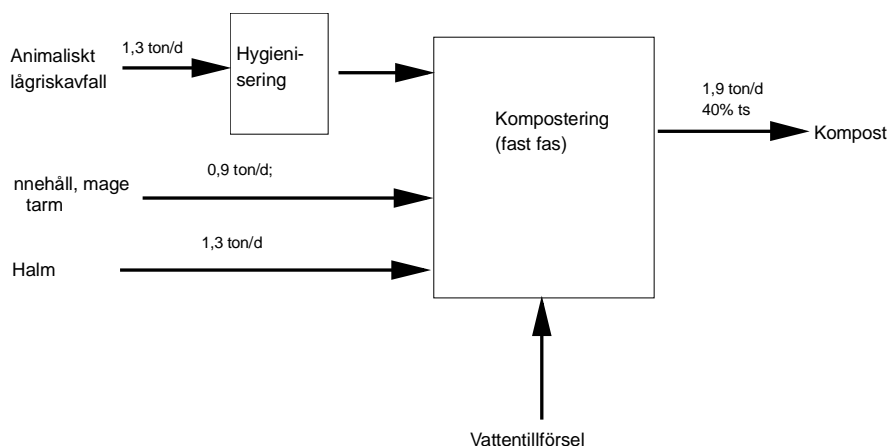 Animaliskt
lågriskavfall
1,3 ton/d
Hygieni-
sering
Kompostering
(fast fas)
1,9 ton/d
40% ts
Kompost
nnehåll, mage
tarm
0,9 ton/d;
Halm
1,3 ton/d
Vattentillförsel